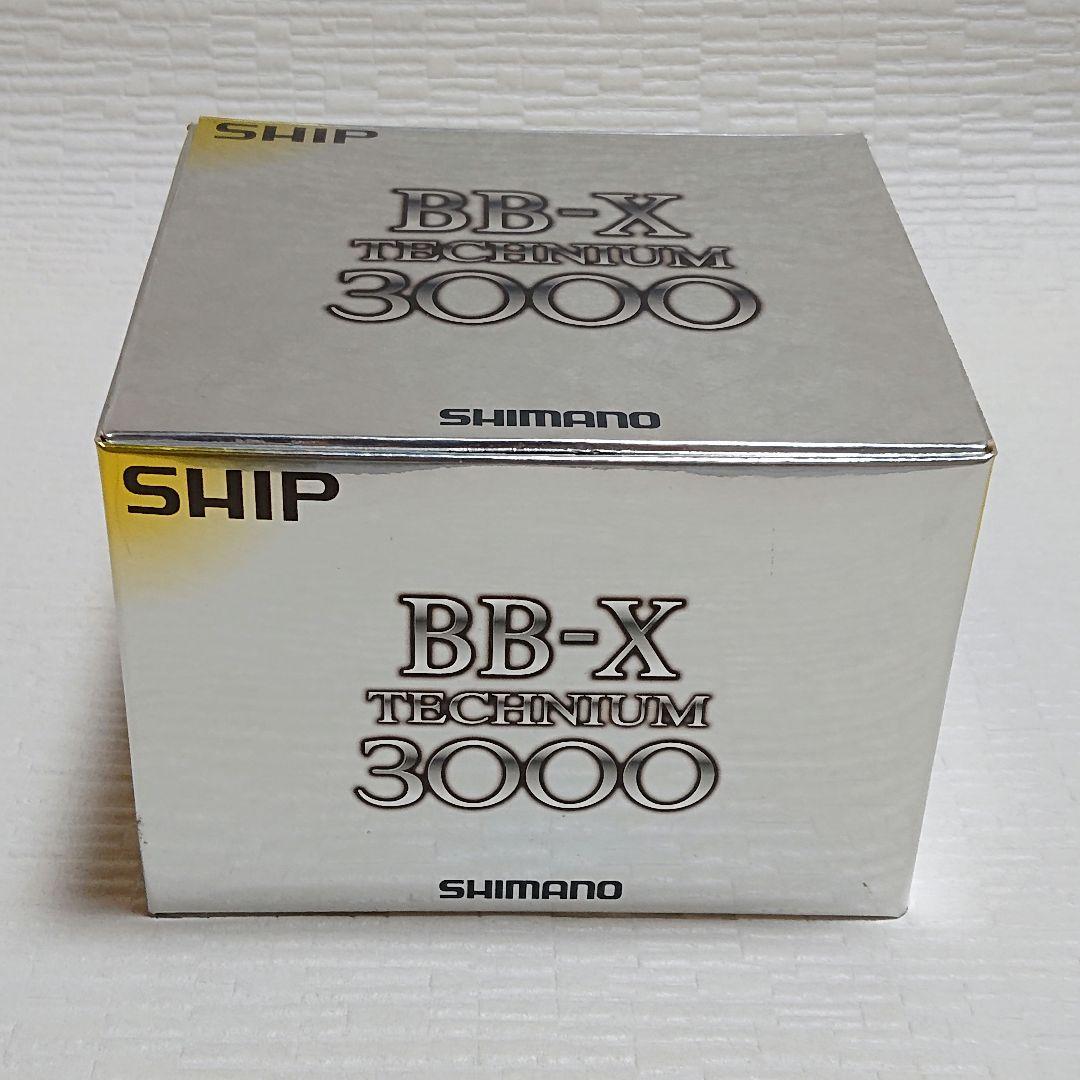 SHIP
BB-X
TECHNIUM
3000
SHIMANO
SHIP
BB-X
TECHNIUM
3000
SHIMANO